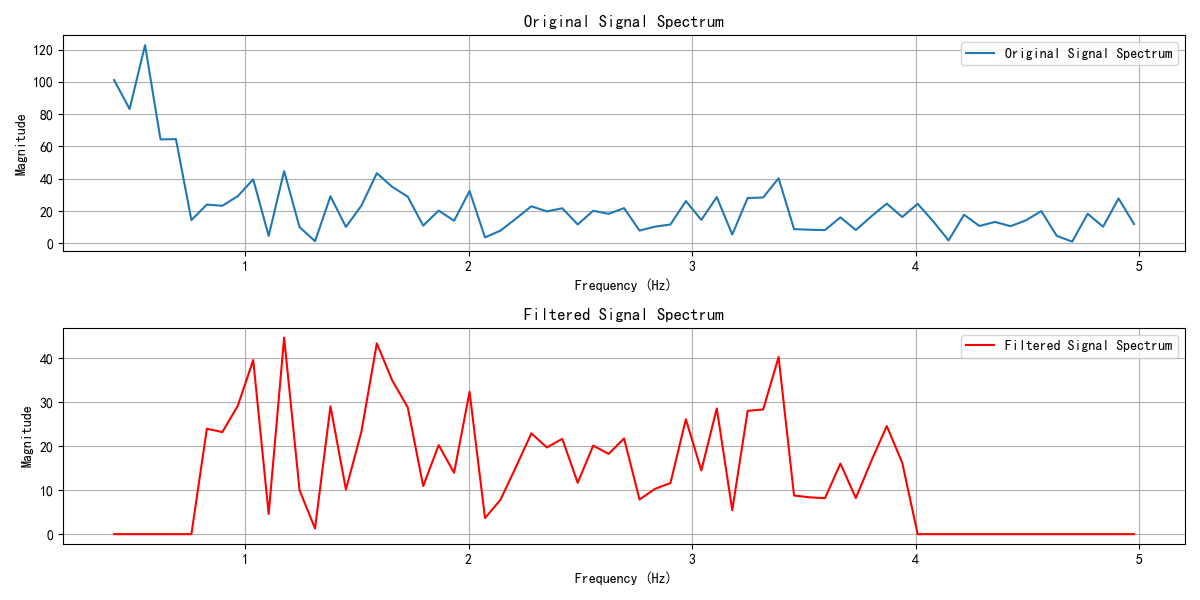 Original Signal Spectrum
120
100
80
60
40
20
0
Magnitude
Original Signal Spectrum
1
2
3
4
5
Frequency (Hz)
Filtered Signal Spectrum
40
30
20
10
0
Magnitude
Filtered Signal Spectrum
1
2
3
4
5
Frequency (Hz)